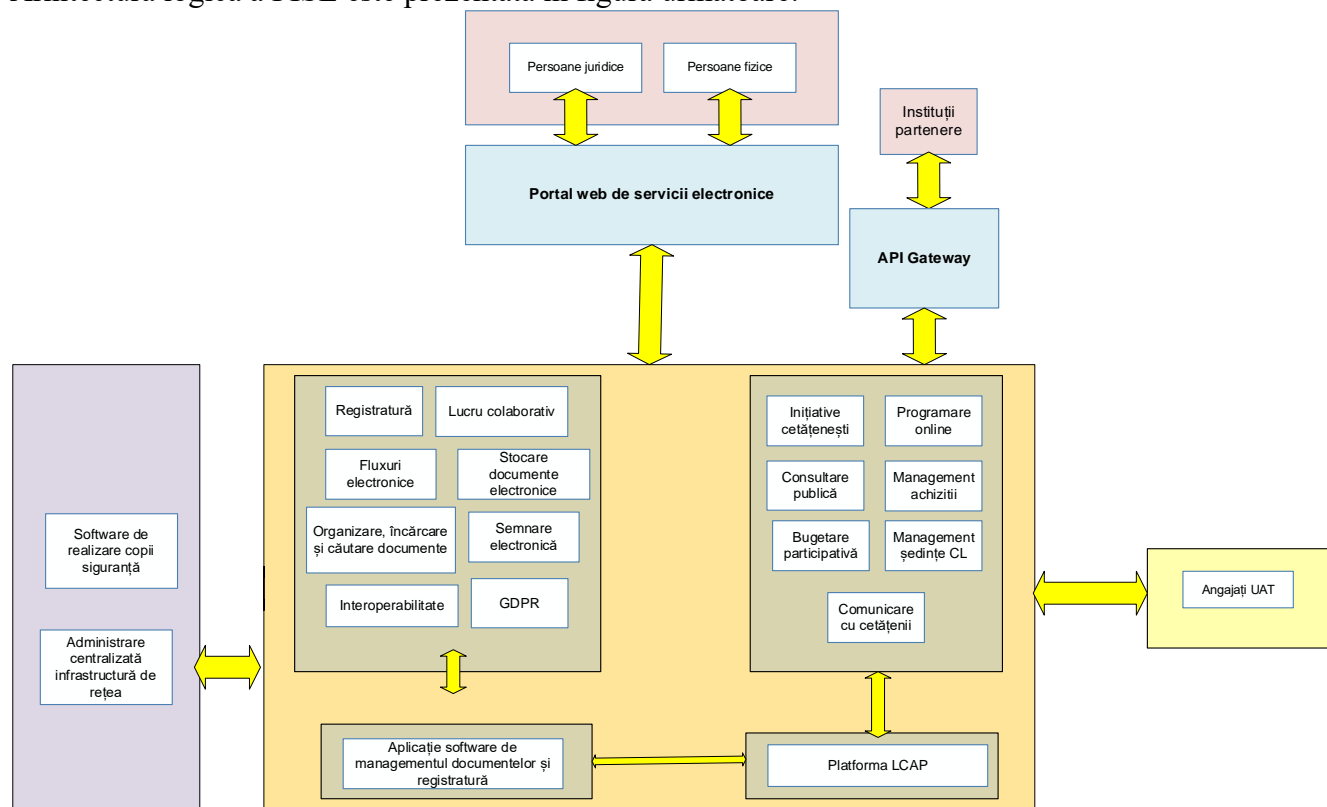 Persoane juridice
Persoane fizice
Instituții
partenere
Portal web de servicii electronice
API Gateway
Registratură
Lucru colaborativ
Fluxuri
electronice
Stocare
documente
electronice
Organizare, încărcare
și căutare documente
Semnare
electronică
Interoperabilitate
GDPR
Inițiative
cetățenești
Programare
online
Consultare
publică
Management
achizitii
Bugetare
participativă
Management
ședințe CL
Comunicare
cu cetățenii
Software de
realizare copii
siguranță
Administrare
centralizată
infrastructură de
rețea
Angajați UAT
Aplicație software de
managementul documentelor și
registratură
Platforma LCAP